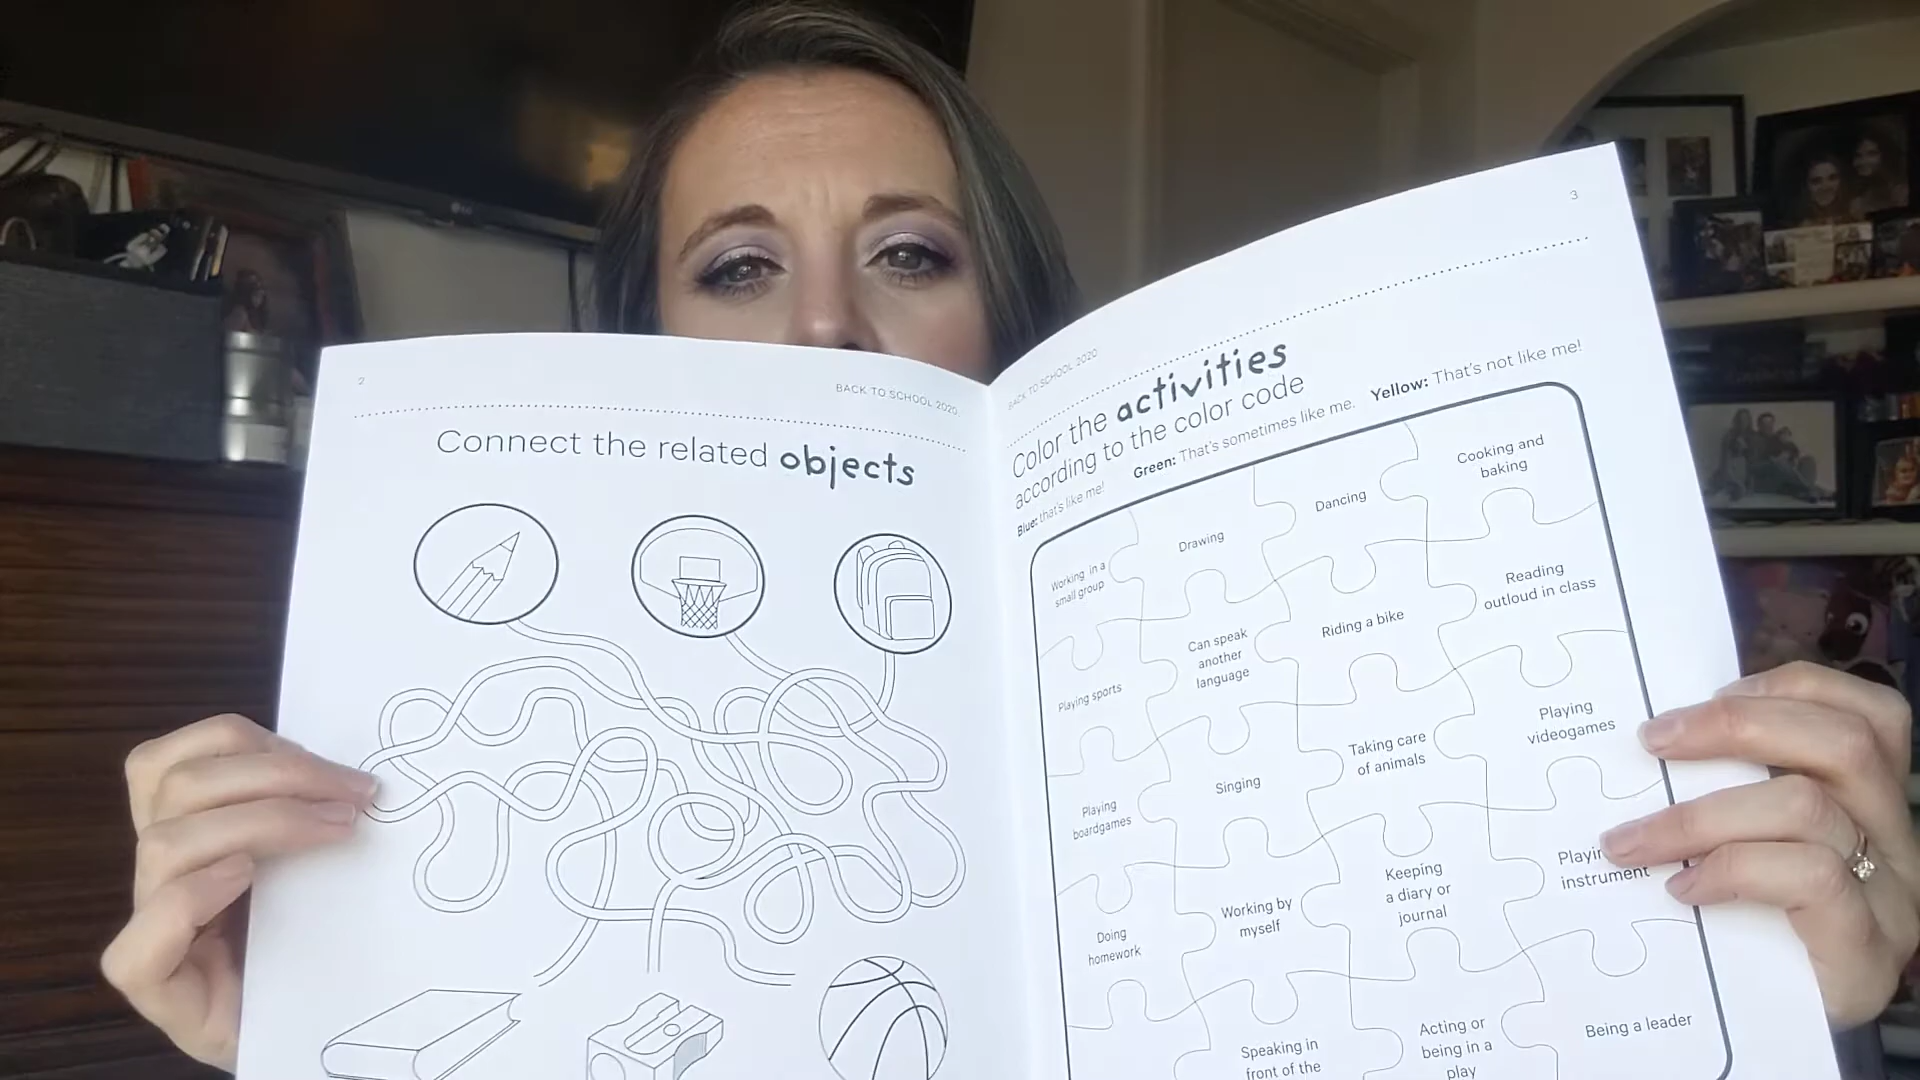 2
BACK TO SCHOOL 2020
Connect the related objects
3
BACK TO SCHOOL 2020
Color the activities
according to the color code
Blue: that's like me! Green: That's sometimes like me. Yellow: That's not like me!
Working in a
small group
Drawing
Dancing
Cooking and
baking
Playing sports
Can speak
another
language
Riding a bike
Reading
outloud in class
Playing
boardgames
Singing
Taking care
of animals
Playing
videogames
Doing
homework
Working by
myself
Keeping
a diary or
journal
instrument
Speaking in
front of the
Acting or
being in a
play
Being a leader